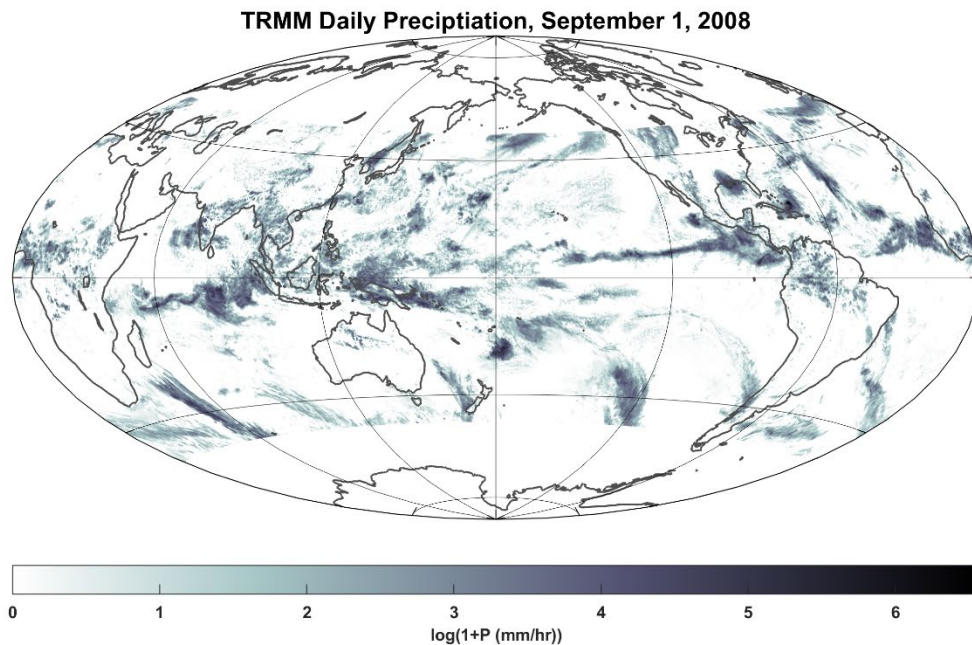 TRMM Daily Preciptiation, September 1, 2008
0 1 2 3 4 5 6
log(1+P (mm/hr))